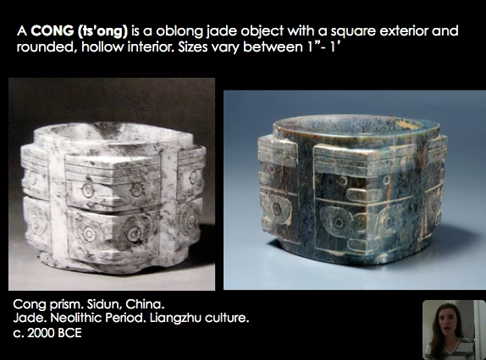 A CONG (ts'ong) is a oblong jade object with a square exterior and
rounded, hollow interior. Sizes vary between 1"- 1'
Cong prism. Sidun, China.
Jade. Neolithic Period. Liangzhu culture.
c. 2000 BCE